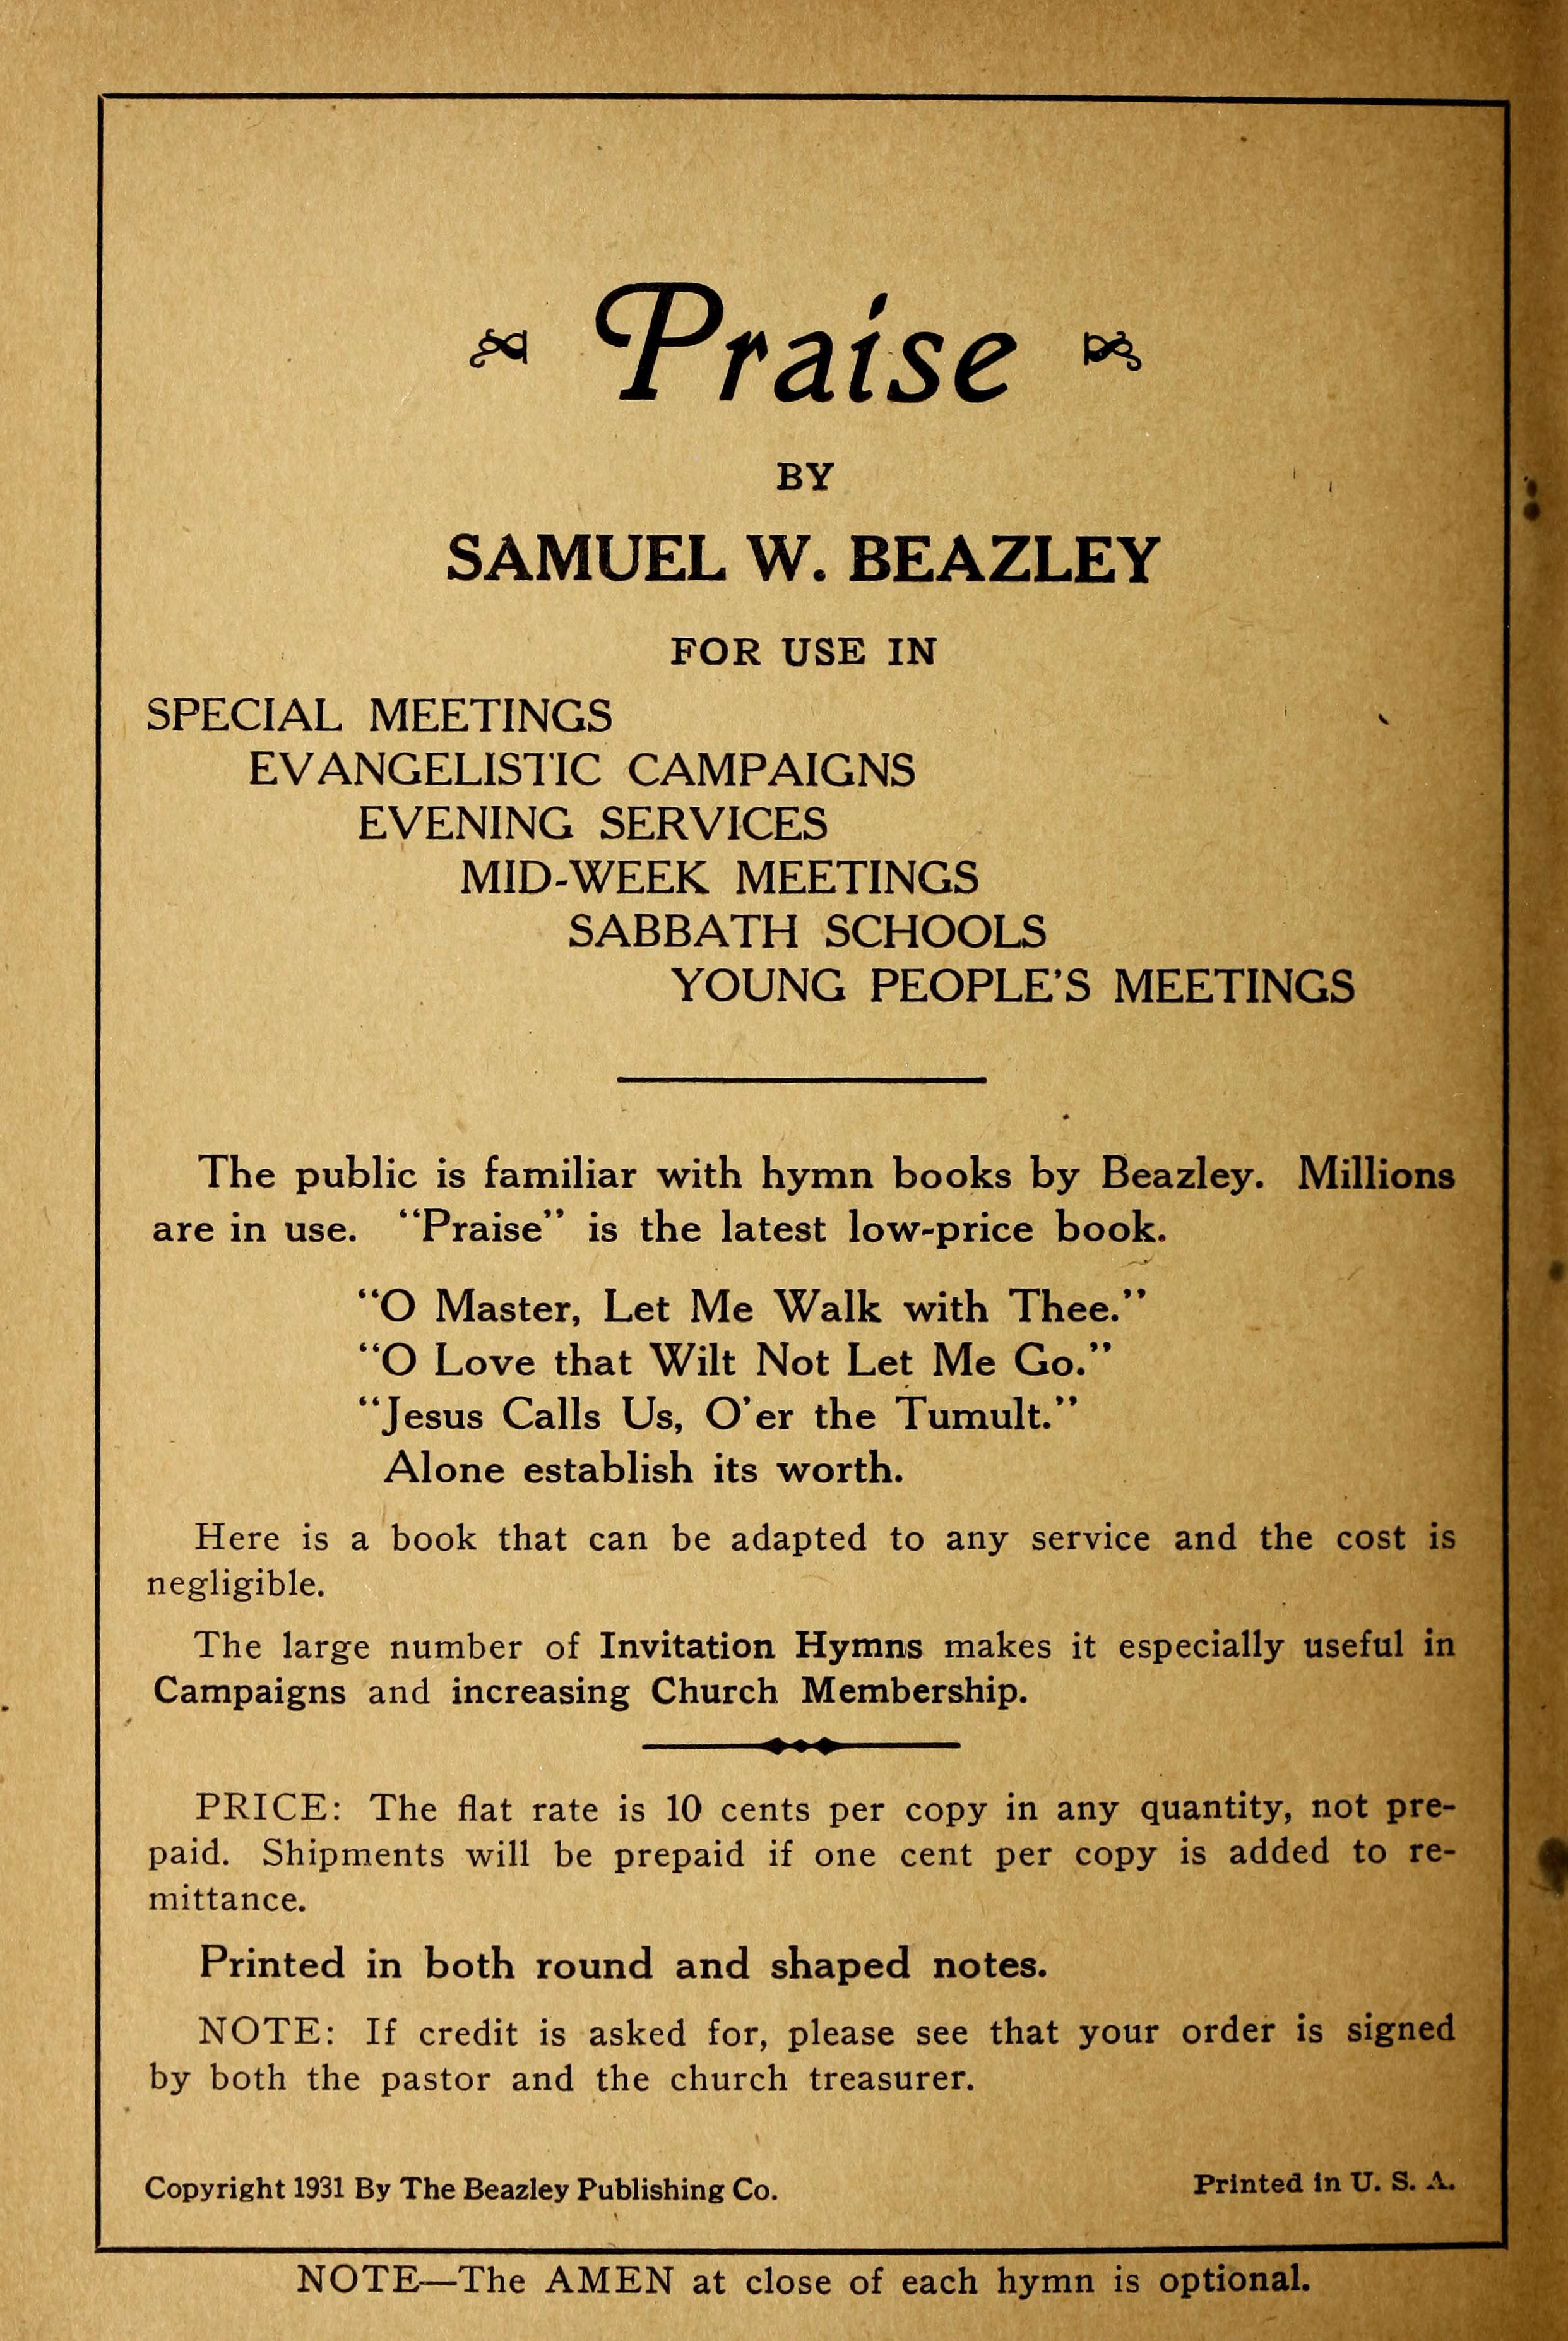 Praise
BY
SAMUEL W. BEAZLEY
FOR USE IN
SPECIAL MEETINGS
EVANGELISTIC CAMPAIGNS
EVENING SERVICES
MID-WEEK MEETINGS
SABBATH SCHOOLS
YOUNG PEOPLE'S MEETINGS
The public is familiar with hymn books by Beazley. Millions
are in use. "Praise" is the latest low-price book.
"O Master, Let Me Walk with Thee."
"O Love that Wilt Not Let Me Go."
"Jesus Calls Us, O'er the Tumult."
Alone establish its worth.
Here is a book that can be adapted to any service and the cost is
negligible.
The large number of Invitation Hymns makes it especially useful in
Campaigns and increasing Church Membership.
PRICE: The flat rate is 10 cents per copy in any quantity, not pre-
paid. Shipments will be prepaid if one cent per copy is added to re-
mittance.
Printed in both round and shaped notes.
NOTE: If credit is asked for, please see that your order is signed
by both the pastor and the church treasurer.
Copyright 1931 By The Beazley Publishing Co. Printed in U. S. A.
NOTE—The AMEN at close of each hymn is optional.